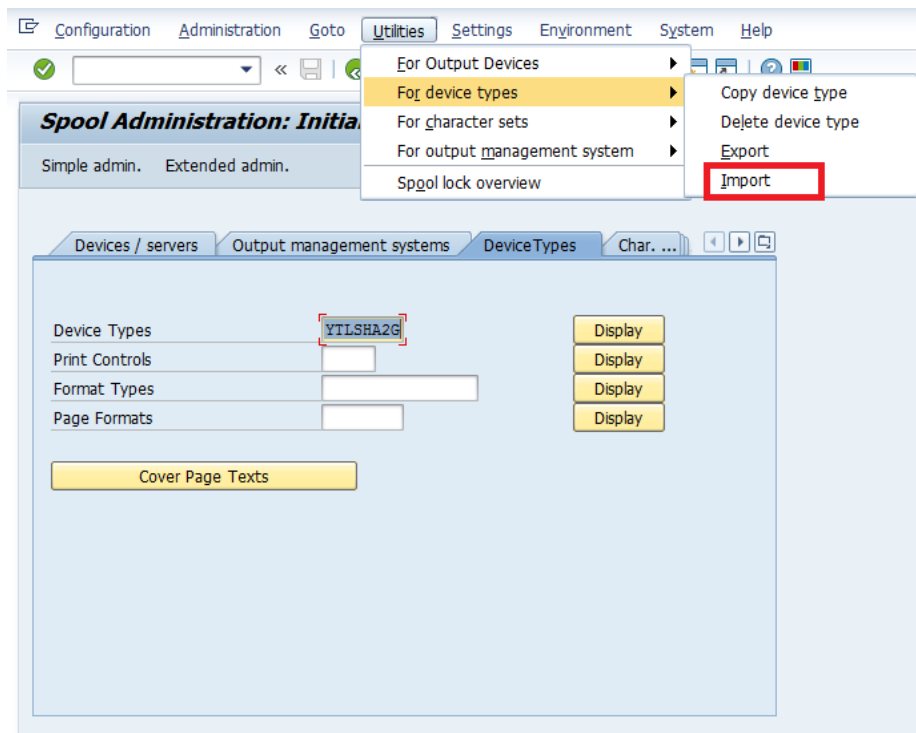 Configuration Administration Goto Utilities Settings Environment System Help
For Output Devices
For device types
For character sets
For output management system
Spool lock overview
Copy device type
Delete device type
Export
Import
Spool Administration: Initia
Simple admin. Extended admin.
Devices / servers Output management systems DeviceTypes Char. ...
Device Types YTLSHA2G Display
Print Controls Display
Format Types Display
Page Formats Display
Cover Page Texts